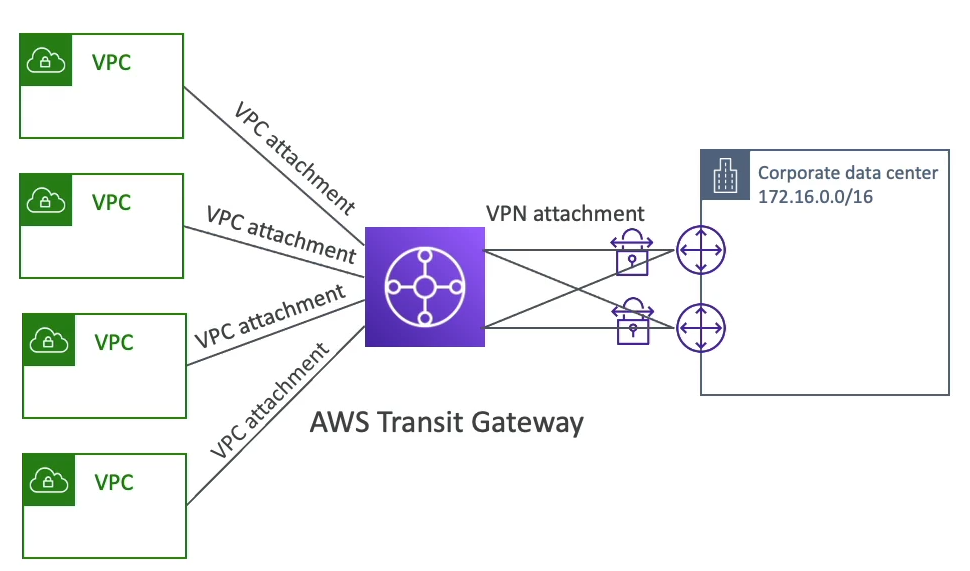 VPC
VPC attachment
VPC
VPC attachment
VPC
VPC attachment
VPC
VPC attachment
AWS Transit Gateway
VPN attachment
Corporate data center
172.16.0.0/16